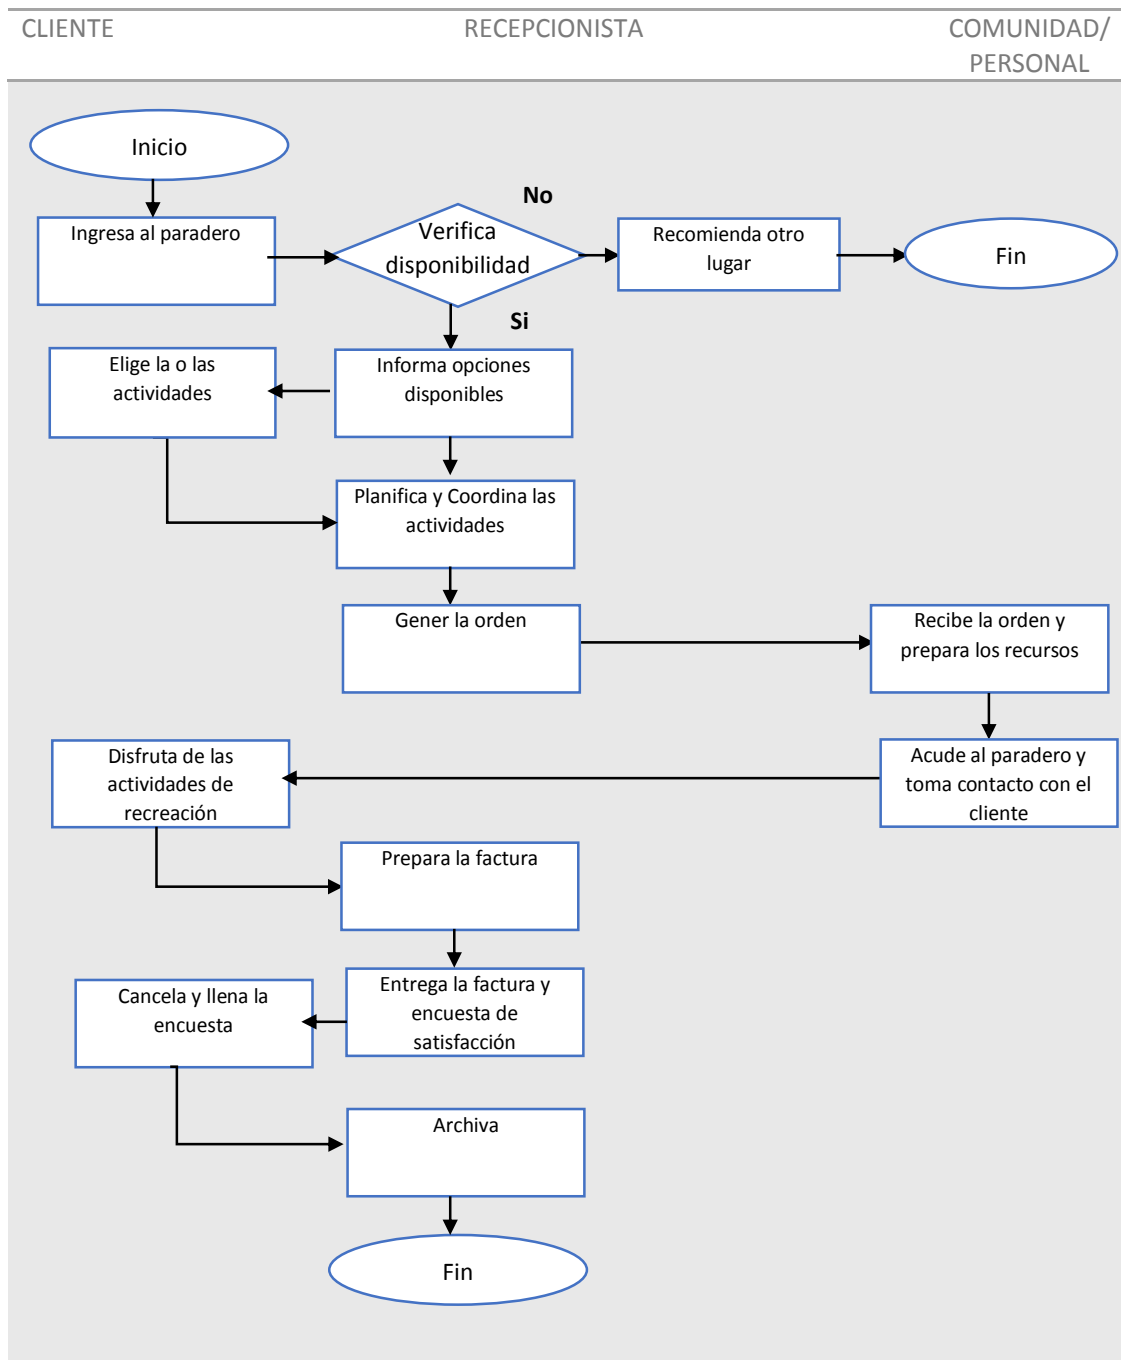 CLIENTE
RECEPCIONISTA
COMUNIDAD/
PERSONAL
Inicio
No
Ingresa al paradero
Verifica
disponibilidad
Recomienda otro
lugar
Fin
Si
Elige la o las
actividades
Informa opciones
disponibles
Planifica y Coordina las
actividades
Gener la orden
Recibe la orden y
prepara los recursos
Acude al paradero y
toma contacto con el
cliente
Disfruta de las
actividades de
recreación
Prepara la factura
Entrega la factura y
encuesta de
satisfacción
Cancela y llena la
encuesta
Archiva
Fin